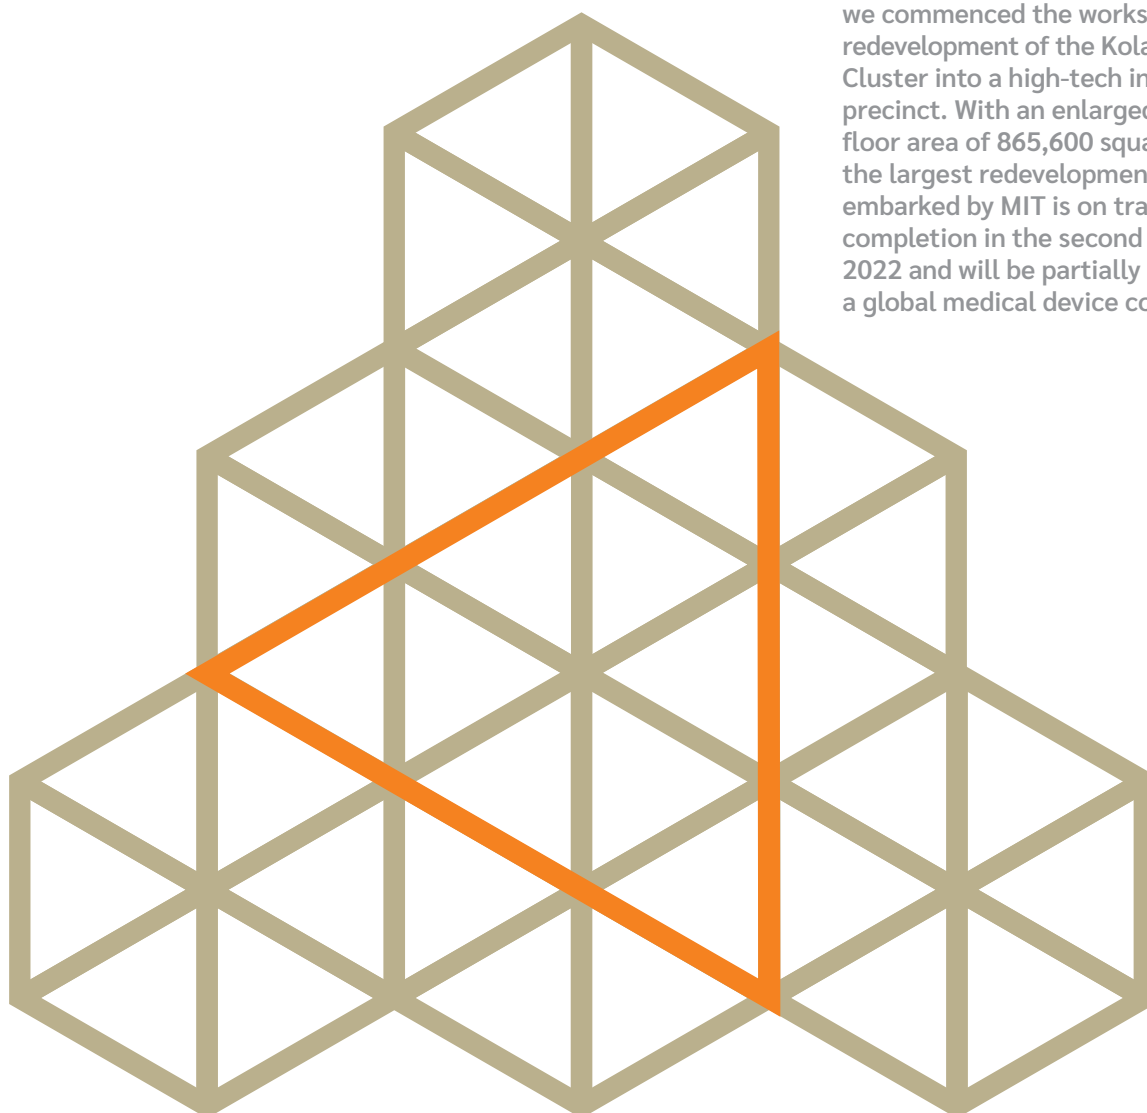 we commenced the works
redevelopment of the
Cluster into a high-tech
precinct. With an enlarged
floor area of 865,600
the largest redevelopment
embarked by MIT is on
completion in the second
2022 and will be partially
a global medical device